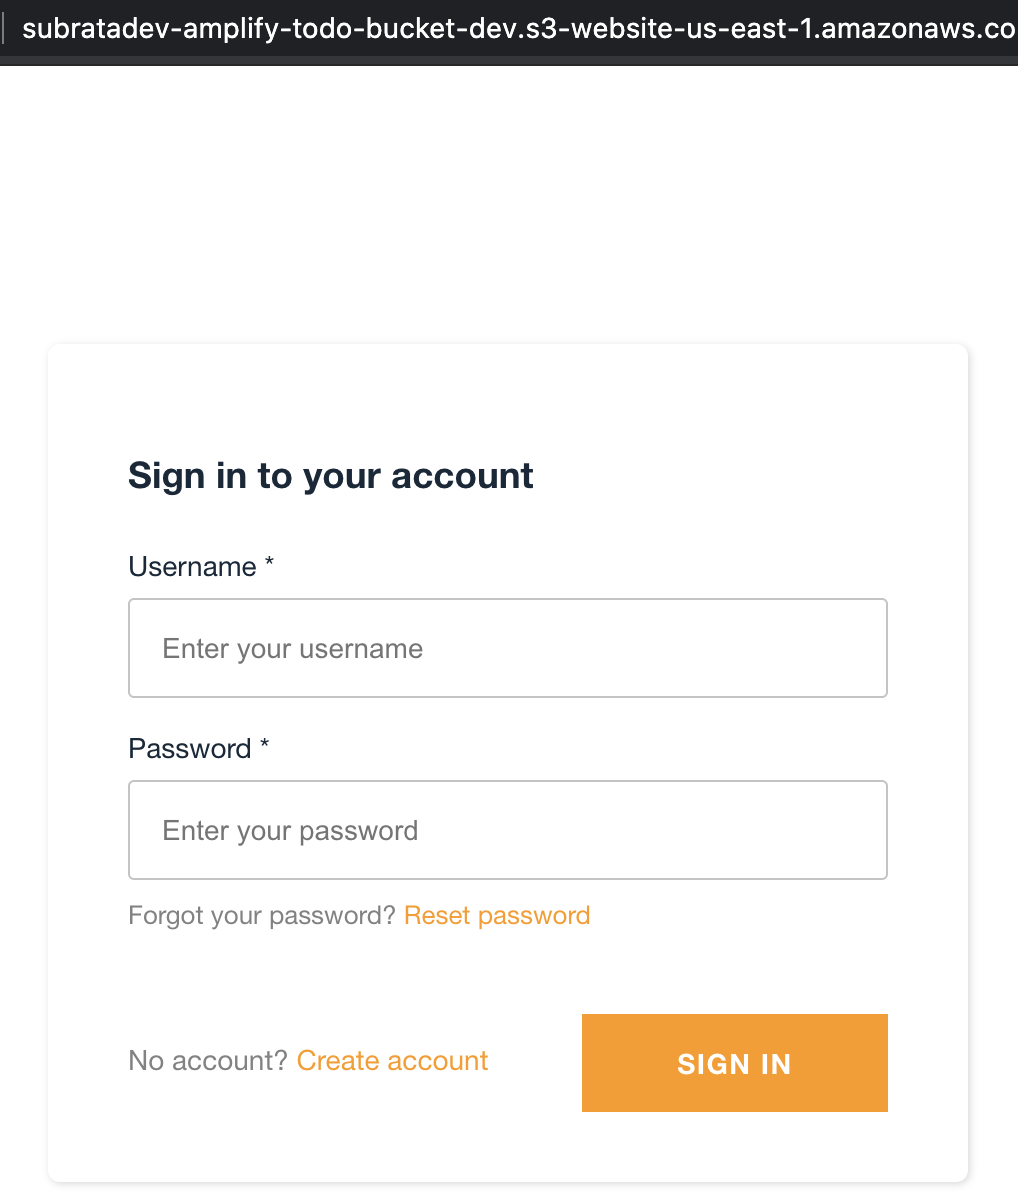 subratadev-amplify-todo-bucket-dev.s3-website-us-east-1.amazonaws.co
Sign in to your account
Username *
Enter your username
Password *
Enter your password
Forgot your password? Reset password
No account? Create account
SIGN IN